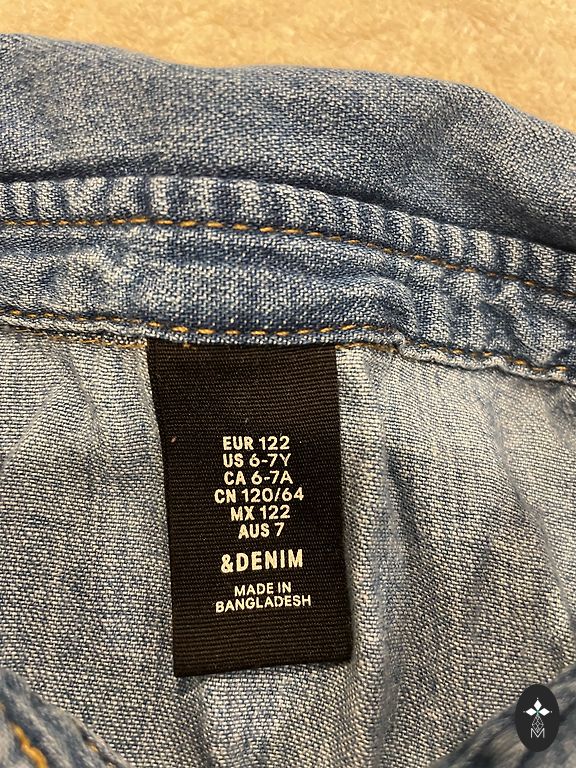 EUR 122
US 6-7Y
CA 6-7A
CN 120/64
MX 122
AUS 7
&DENIM
MADE IN
BANGLADESH
M